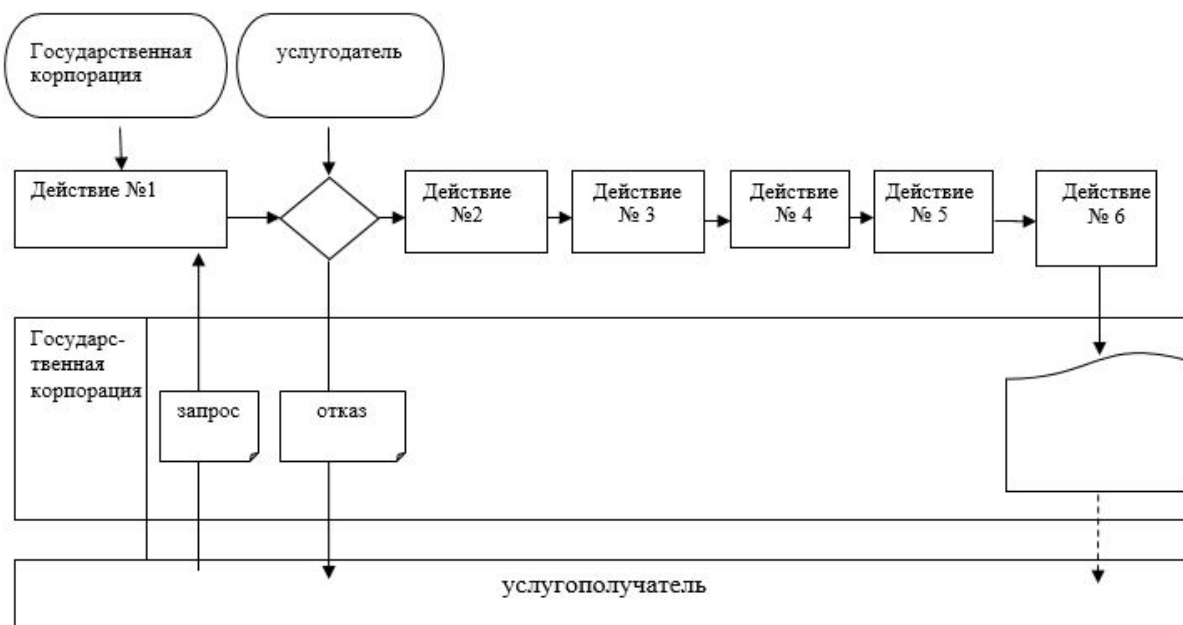 Государственная
корпорация
услугодатель
Действие №1
Действие
№2
Действие
№ 3
Действие
№ 4
Действие
№ 5
Действие
№ 6
Государс-
твенная
корпорация
запрос
отказ
услугополучатель